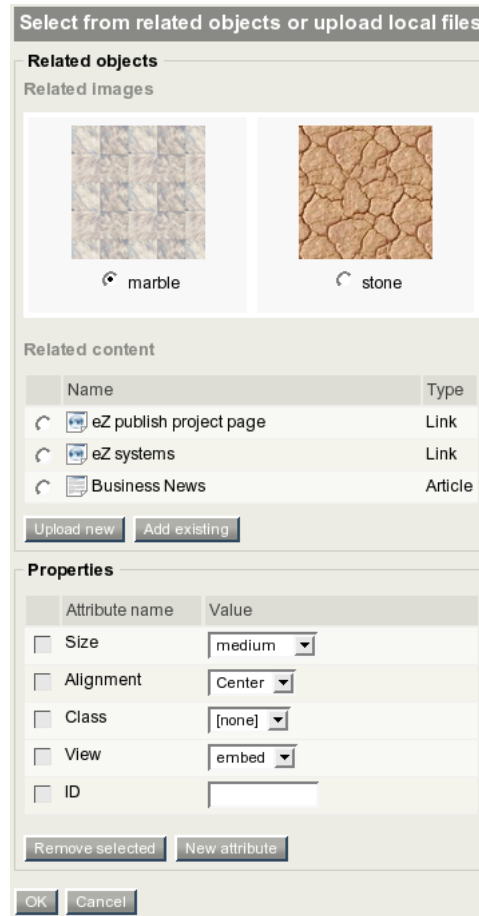 Select from related objects or upload local files
Related objects
Related images
marble stone
Related content
Name Type
eZ publish project page Link
eZ systems Link
Business News Article
Upload new Add existing
Properties
Attribute name Value
Size medium
Alignment Center
Class [none]
View embed
ID
Remove selected New attribute
OK Cancel